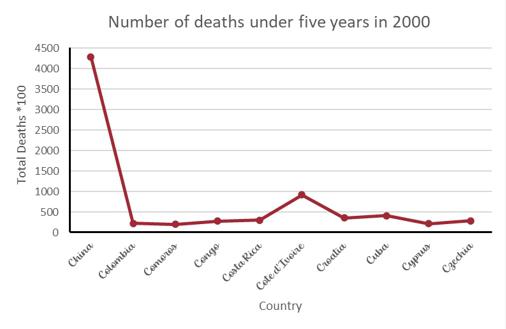 Number of deaths under five years in 2000
Total Deaths *100
4500
4000
3500
3000
2500
2000
1500
1000
500
0
China
Colombia
Comoros
Congo
Costa Rica
Cote d'Ivoire
Croatia
Cuba
Cyprus
Czechia
Country